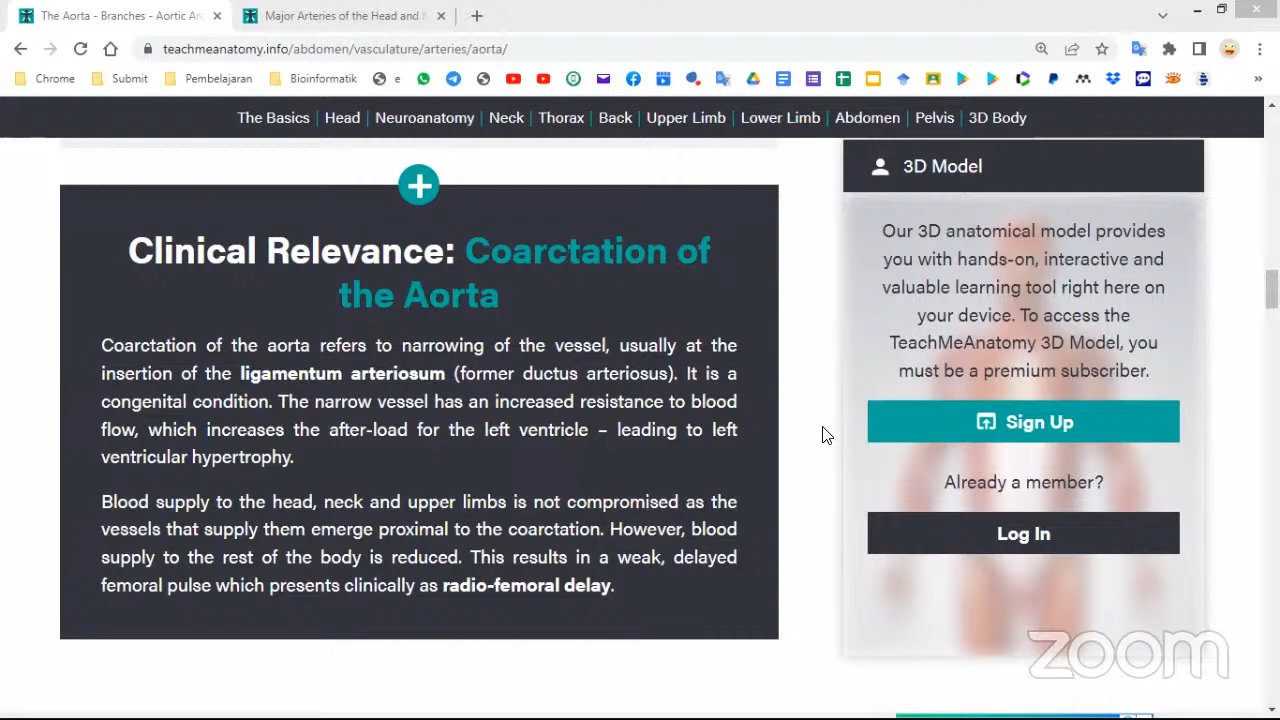 The Aorta - Branches - Aortic Ar
Major Arteries of the Head and
teachmeanatomy.info/abdomen/vasculature/arteries/aorta/
Chrome Submit Pembelajaran Bioinformatik e
The Basics | Head | Neuroanatomy | Neck | Thorax | Back | Upper Limb | Lower Limb | Abdomen | Pelvis | 3D Body
Clinical Relevance: Coarctation of
the Aorta
Coarctation of the aorta refers to narrowing of the vessel, usually at the
insertion of the ligamentum arteriosum (former ductus arteriosus). It is a
congenital condition. The narrow vessel has an increased resistance to blood
flow, which increases the after-load for the left ventricle – leading to left
ventricular hypertrophy.
Blood supply to the head, neck and upper limbs is not compromised as the
vessels that supply them emerge proximal to the coarctation. However, blood
supply to the rest of the body is reduced. This results in a weak, delayed
femoral pulse which presents clinically as radio-femoral delay.
3D Model
Our 3D anatomical model provides
you with hands-on, interactive and
valuable learning tool right here on
your device. To access the
TeachMeAnatomy 3D Model, you
must be a premium subscriber.
Sign Up
Already a member?
Log In
zoom